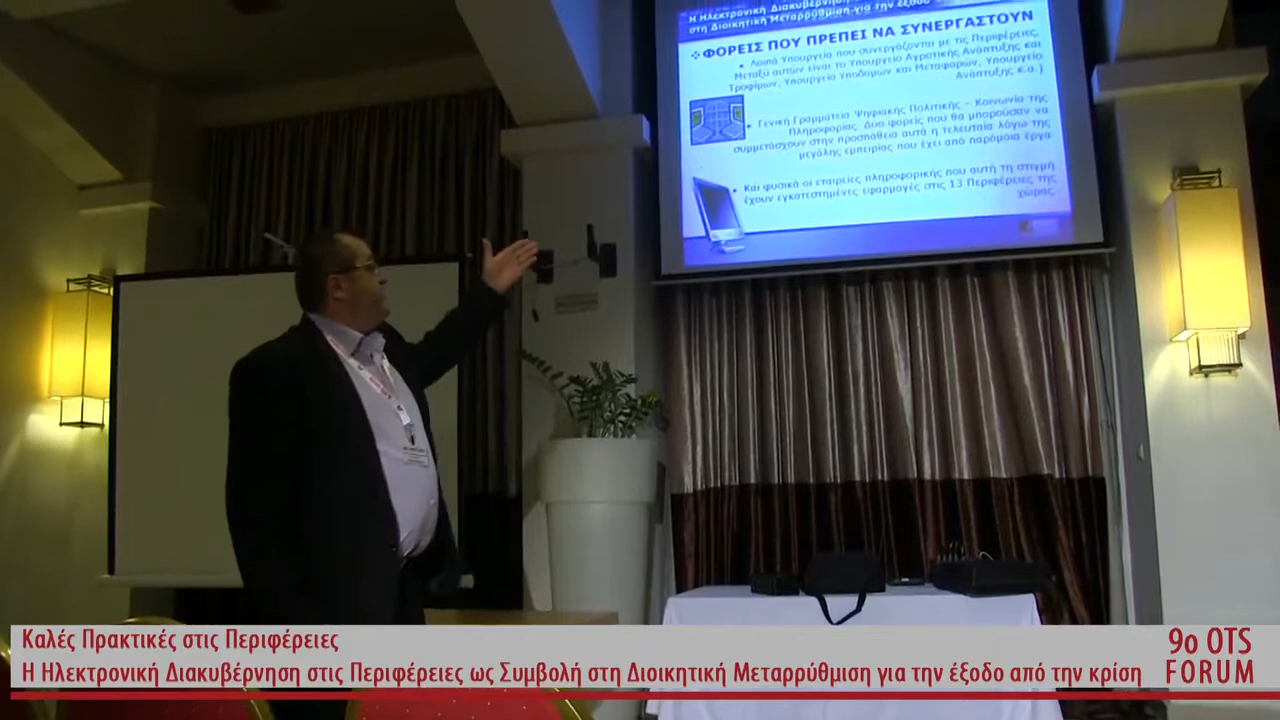 Η Ηλεκτρονική Διακυβέρνηση
στη Διοικητική Μεταρρύθμιση για την έξοδο
❖ΦΟΡΕΙΣ ΠΟΥ ΠΡΕΠΕΙ ΝΑ ΣΥΝΕΡΓΑΣΤΟΥΝ
• Λοιπά Υπουργεία που συνεργάζονται με τις Περιφέρειες.
Μεταξύ αυτών είναι το Υπουργείο Αγροτικής Ανάπτυξης και
Τροφίμων, Υπουργείο Υποδομών και Μεταφορών, Υπουργείο
Ανάπτυξης κ.α.)
• Γενική Γραμματεία Ψηφιακής Πολιτικής – Κοινωνία της
Πληροφορίας. Δυο φορείς που θα μπορούσαν να
συμμετάσχουν στην προσπάθεια αυτή η τελευταία λόγω της
μεγάλης εμπειρίας που έχει από παρόμοια έργα
• Και φυσικά οι εταιρείες πληροφορικής που αυτή τη στιγμή
έχουν εγκατεστημένες εφαρμογές στις 13 Περιφέρειες της
χώρας.
Καλές Πρακτικές στις Περιφέρειες
Η Ηλεκτρονική Διακυβέρνηση στις Περιφέρειες ως Συμβολή στη Διοικητική Μεταρρύθμιση για την έξοδο από την κρίση
9ο OTS
FORUM